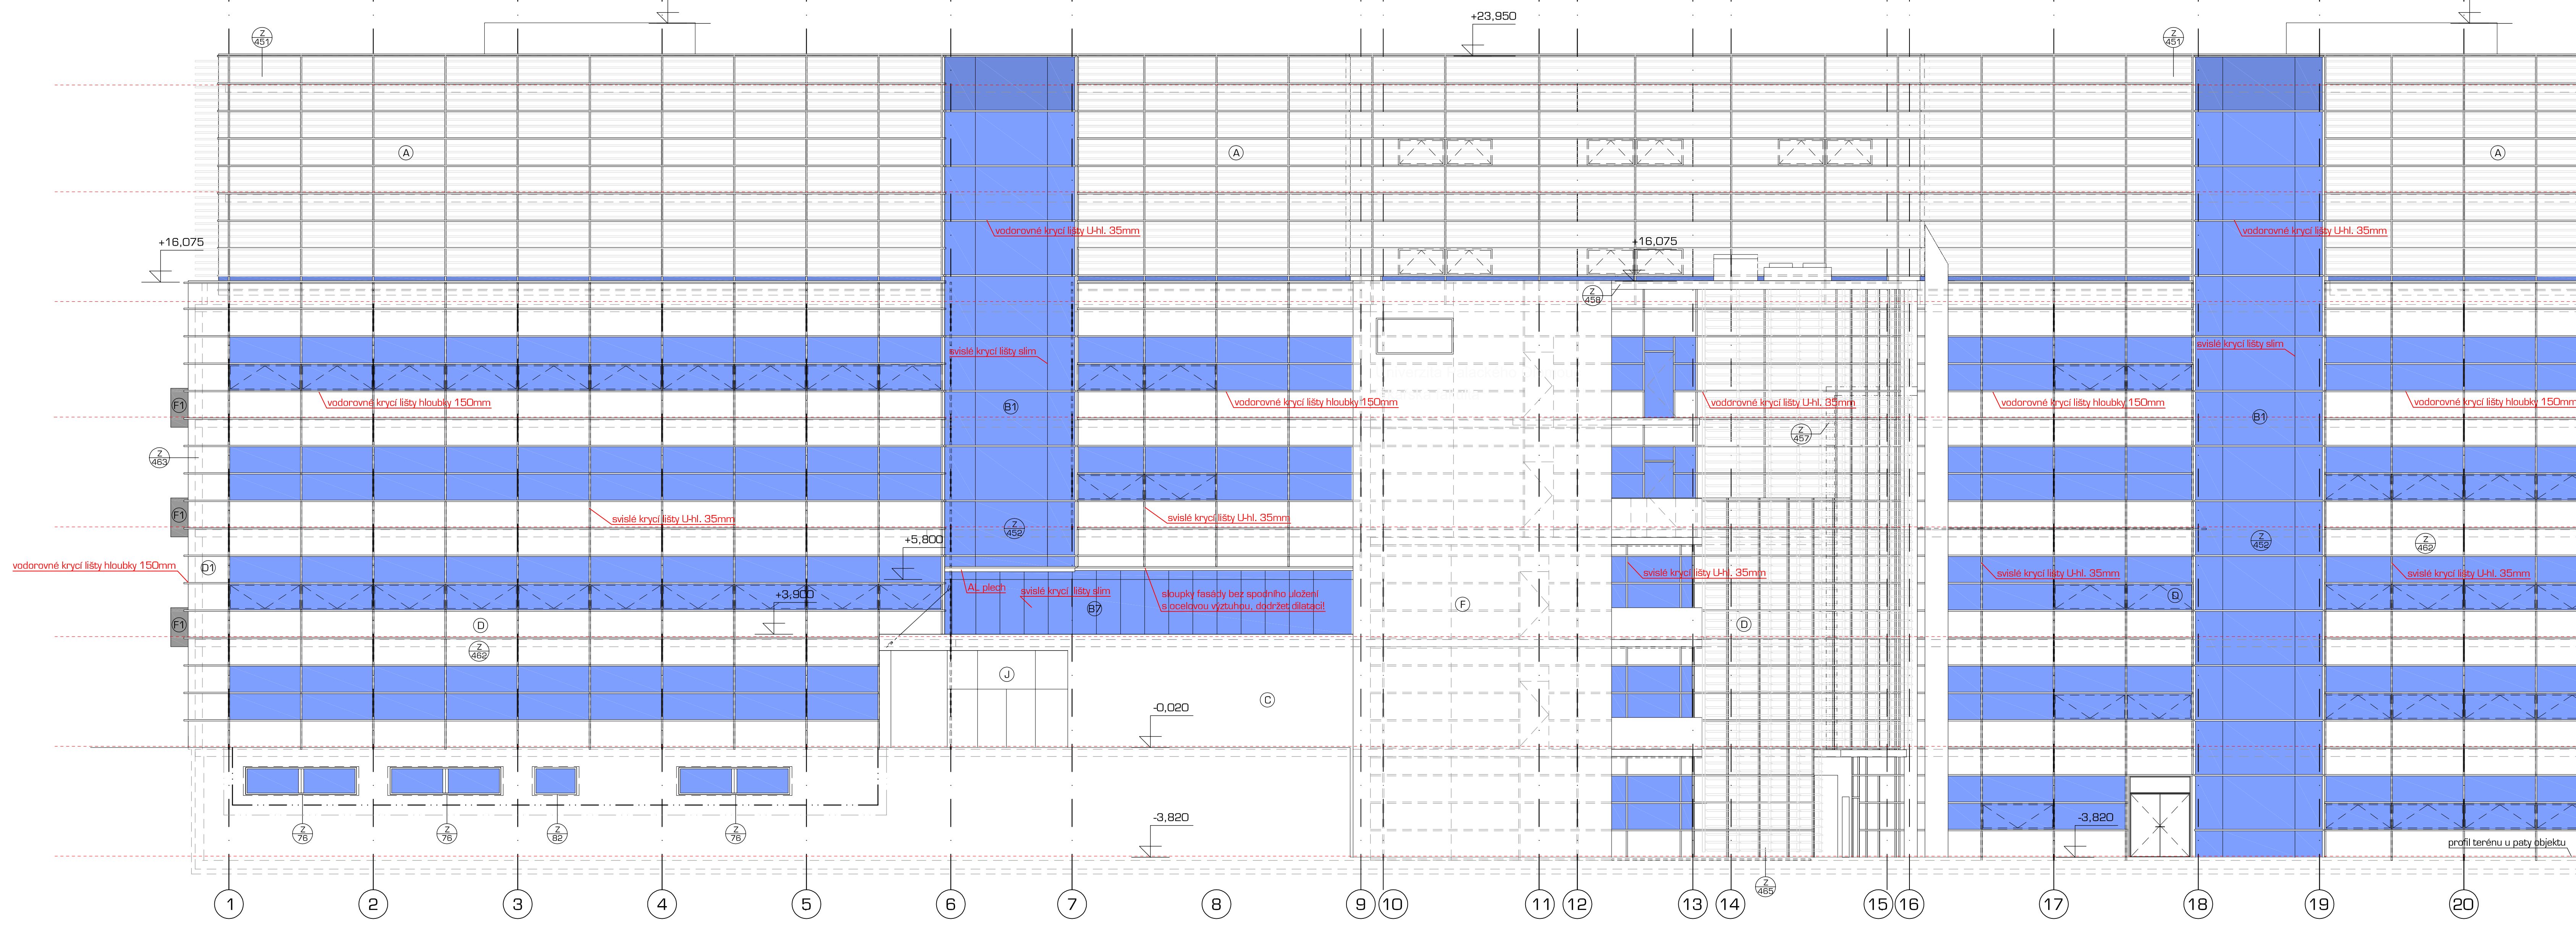 +23,950
Z
451
Z
451
A
A
A
vodorovné krycí lišty U-hl. 35mm
vodorovné krycí lišty U-hl. 35mm
+16,075
+16,075
Z
458
svislé krycí lišty slim
svislé krycí lišty slim
F1
vodorovné krycí lišty hloubky 150mm
B1
vodorovné krycí lišty hloubky 150mm
vodorovné krycí lišty U-hl. 35mm
vodorovné krycí lišty hloubky 150mm
B1
vodorovné krycí lišty hloubky 150mm
Z
457
Z
463
F1
svislé krycí lišty U-hl. 35mm
Z
452
svislé krycí lišty U-hl. 35mm
+5,800
Z
452
Z
462
vodorovné krycí lišty hloubky 150mm
D1
svislé krycí lišty U-hl. 35mm
svislé krycí lišty U-hl. 35mm
svislé krycí lišty U-hl. 35mm
AL plech
svislé krycí lišty slim
sloupky fasády bez spodního uložení
s ocelovou výztuhou, dodržet dilataci!
+3,900
B7
F
D
F1
D
D
Z
462
J
C
-0,020
-3,820
-3,820
Z
76
Z
76
Z
82
Z
76
profil terénu u paty objektu
Z
465
1
2
3
4
5
6
7
8
9
10
11
12
13
14
15
16
17
18
19
20